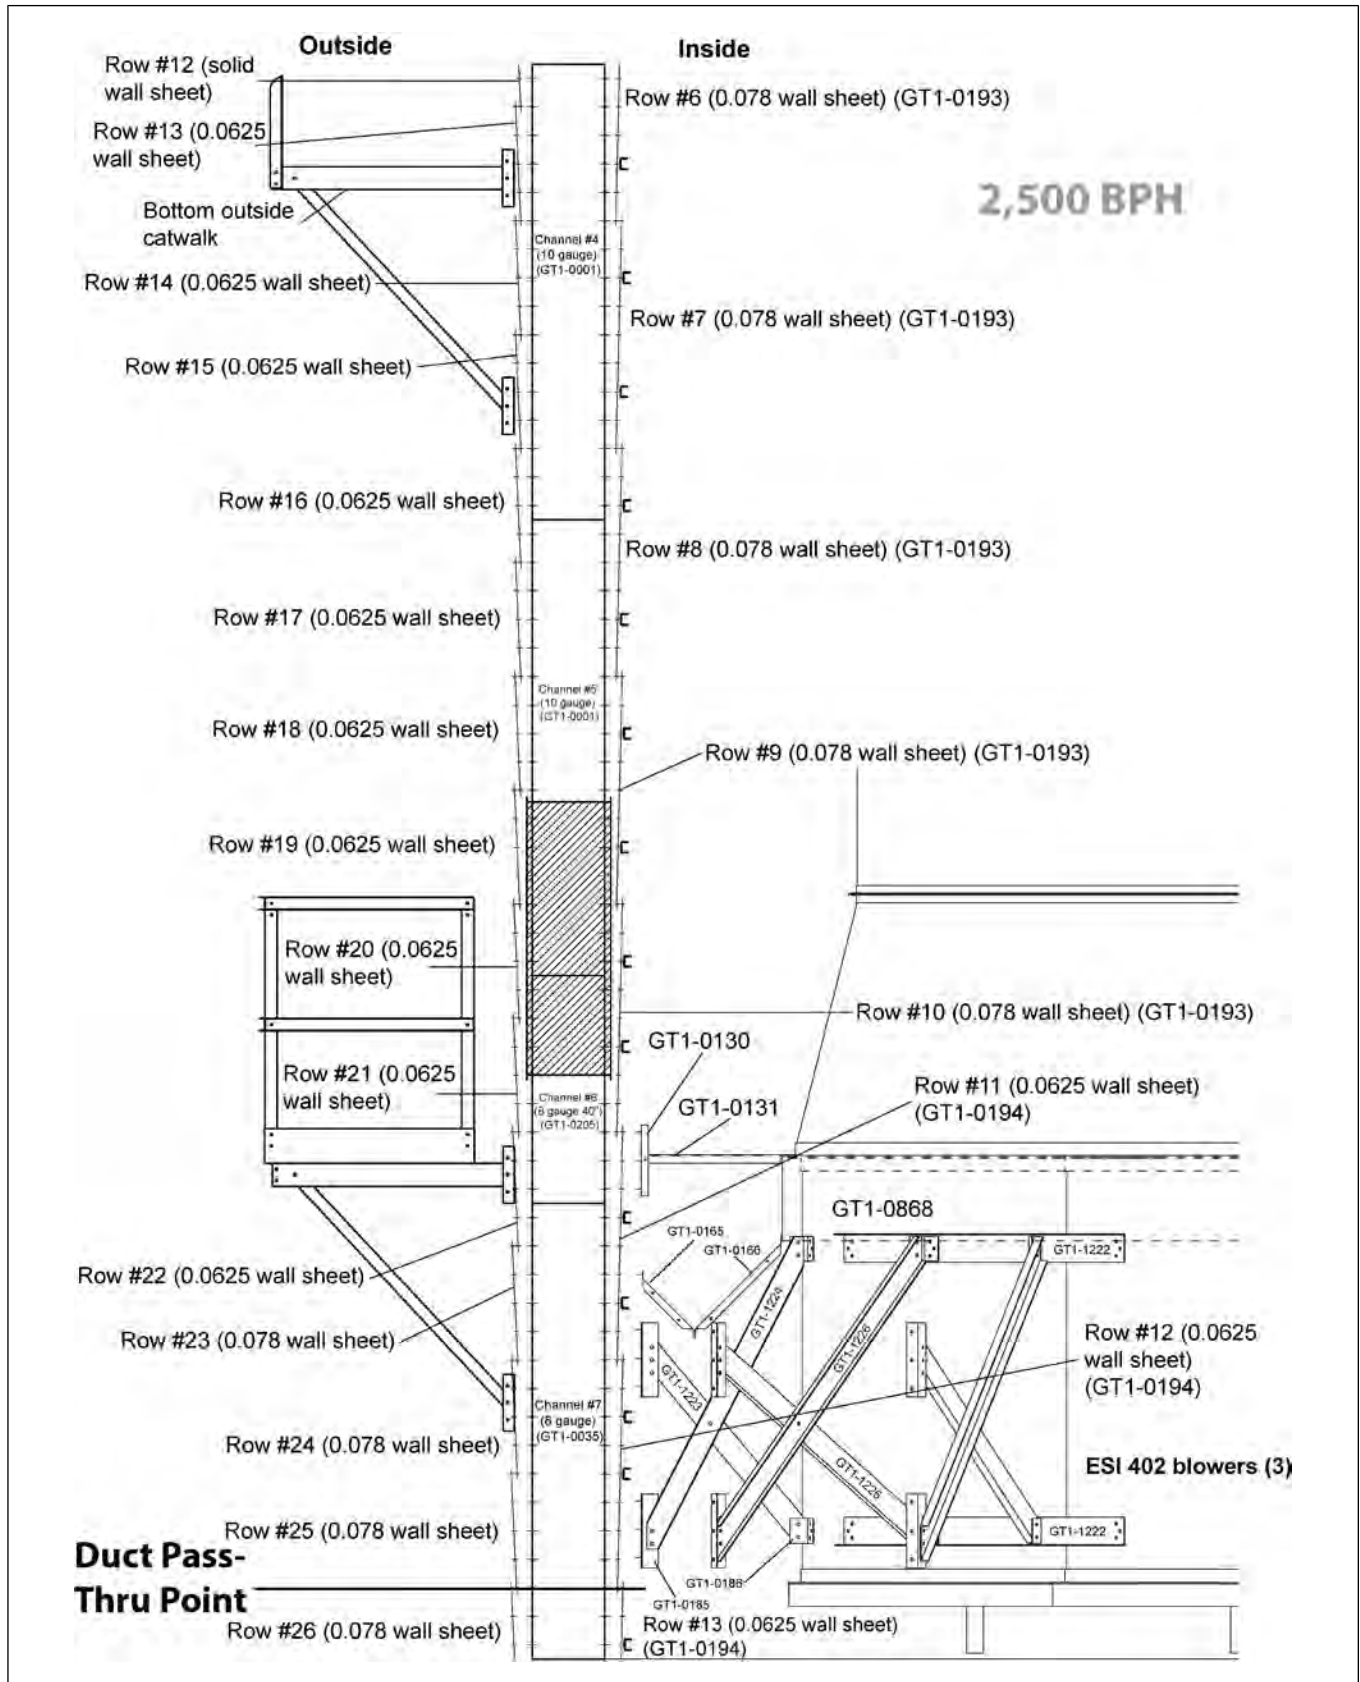 Outside
Inside
Row #12 (solid
wall sheet)
Row #6 (0.078 wall sheet) (GT1-0193)
Row #13 (0.0625
wall sheet)
2,500 BPH
Bottom outside
catwalk
Channel #4
(10 gauge)
(GT1-0001)
Row #14 (0.0625 wall sheet)
Row #7 (0.078 wall sheet) (GT1-0193)
Row #15 (0.0625 wall sheet)
Row #16 (0.0625 wall sheet)
Row #8 (0.078 wall sheet) (GT1-0193)
Row #17 (0.0625 wall sheet)
Channel #5
(10 gauge)
(GT1-0001)
Row #18 (0.0625 wall sheet)
Row #9 (0.078 wall sheet) (GT1-0193)
Row #19 (0.0625 wall sheet)
Row #20 (0.0625
wall sheet)
Row #10 (0.078 wall sheet) (GT1-0193)
GT1-0130
Row #21 (0.0625
wall sheet)
Row #11 (0.0625 wall sheet)
(GT1-0194)
Channel #6
(8 gauge 40")
(GT1-0205)
GT1-0131
GT1-0868
GT1-0165
GT1-0166
GT1-1222
Row #22 (0.0625 wall sheet)
GT1-1224
Row #23 (0.078 wall sheet)
GT1-1226
Row #12 (0.0625
wall sheet)
(GT1-0194)
GT1-1223
Channel #7
(8 gauge)
(GT1-0035)
Row #24 (0.078 wall sheet)
GT1-1225
ESI 402 blowers (3)
Row #25 (0.078 wall sheet)
GT1-1222
Duct Pass-
Thru Point
GT1-0186
GT1-0185
Row #26 (0.078 wall sheet)
Row #13 (0.0625 wall sheet)
(GT1-0194)